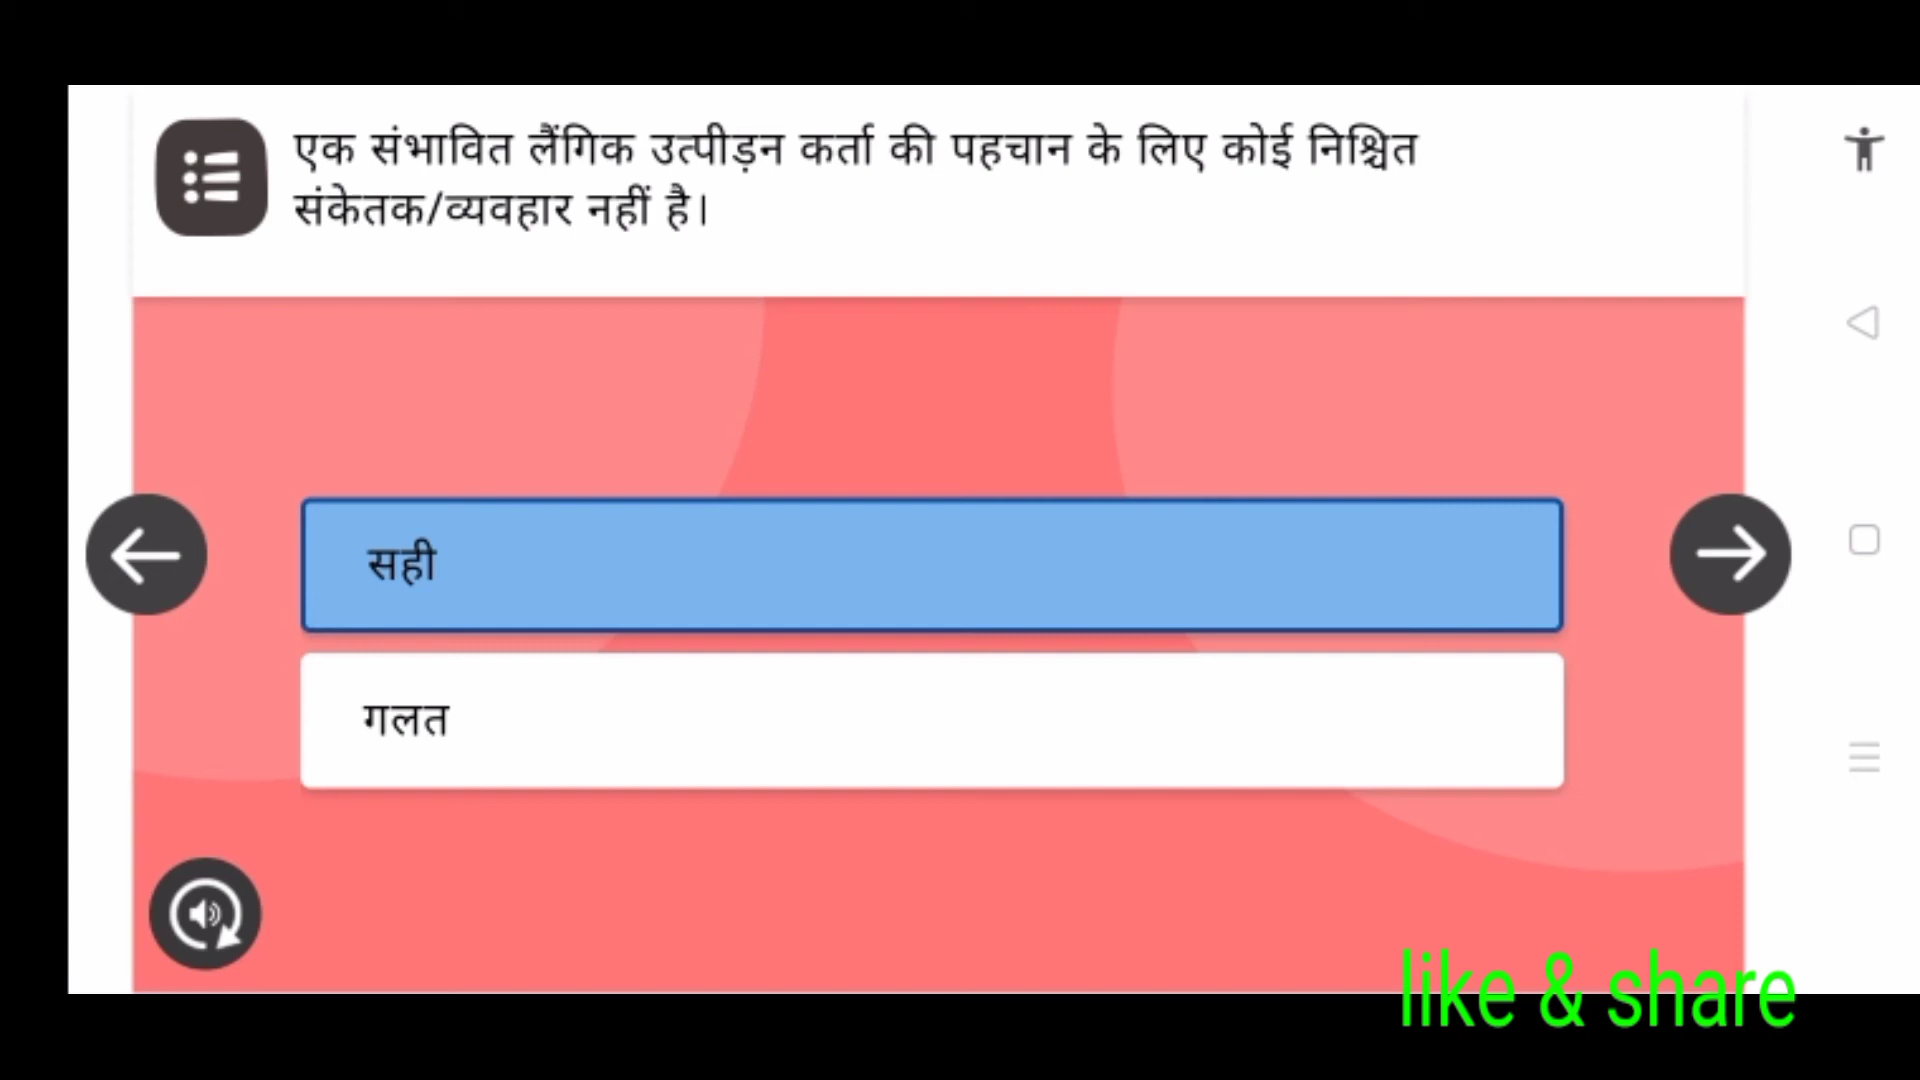 एक संभावित लैंगिक उत्पीड़न कर्ता की पहचान के लिए कोई निश्चित
संकेतक/व्यवहार नहीं है।
सही
गलत
like & share